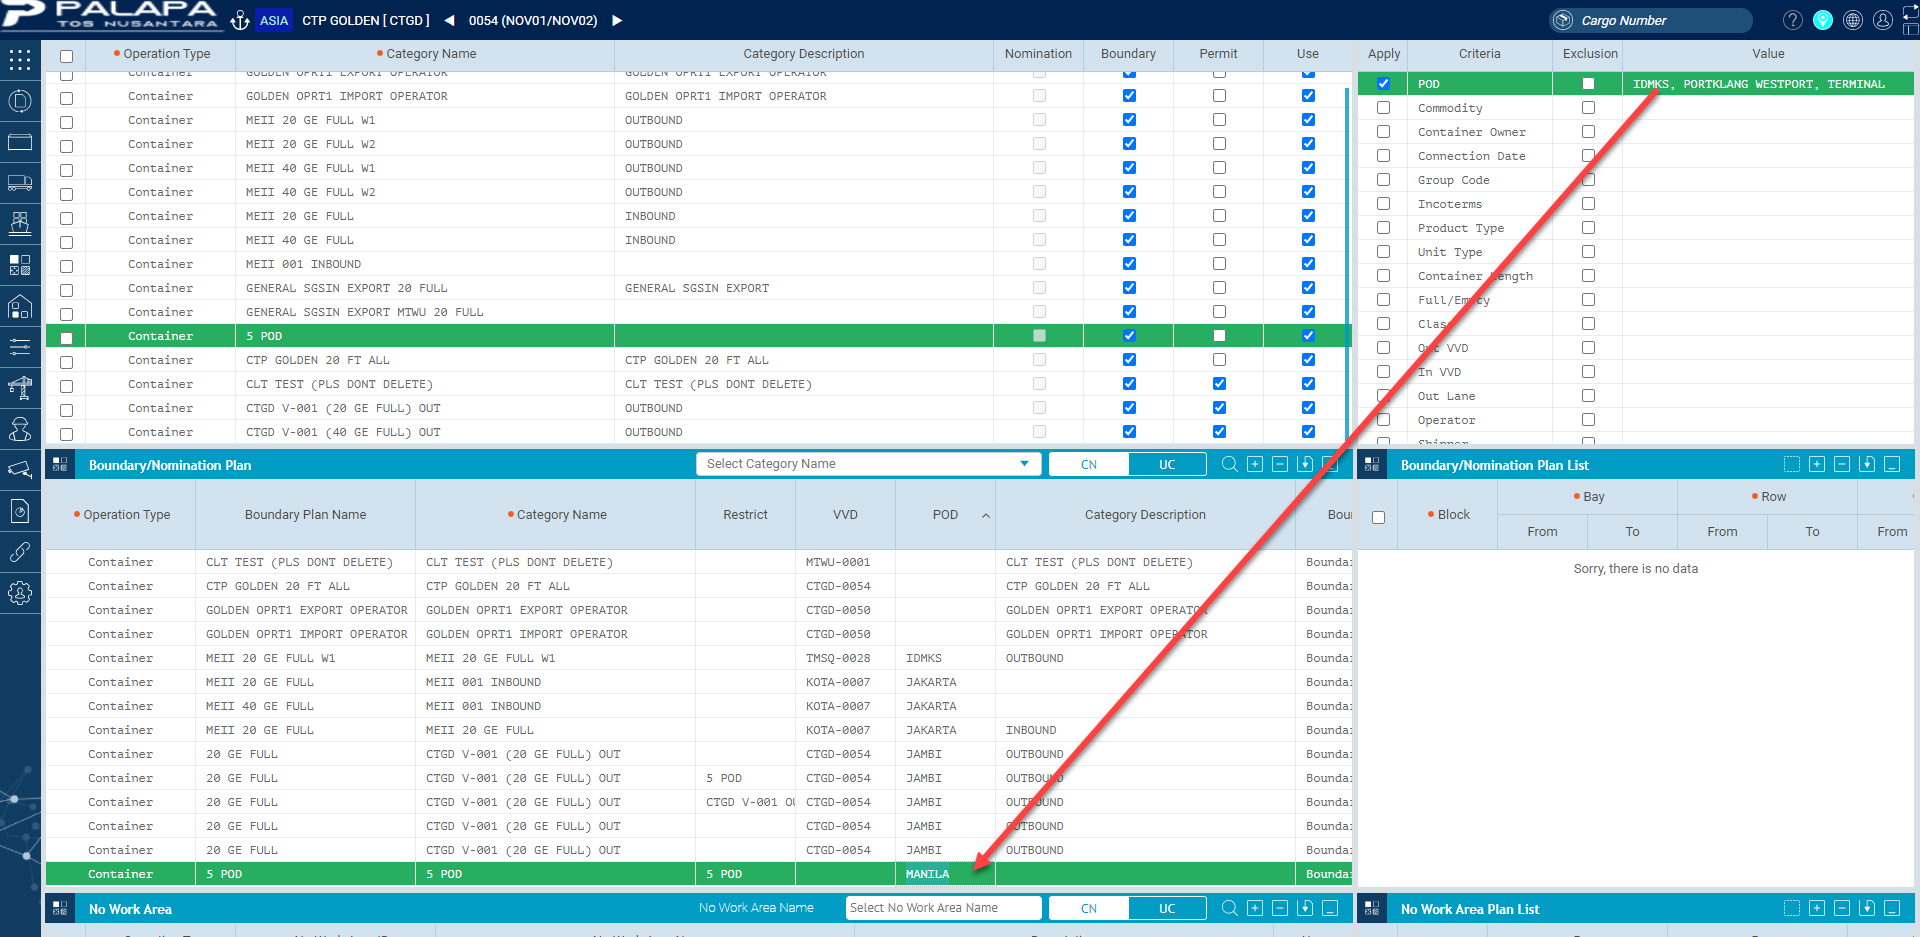 PALAPA
TOS NUSANTARA
ASIA CTP GOLDEN [ CTGD ] 0054 (NOV01/NOV02)
Cargo Number
Operation Type Category Name Category Description Nomination Boundary Permit Use
GOLDEN OPRT1 EXPORT OPERATOR GOLDEN OPRT1 EXPORT OPERATOR
Container GOLDEN OPRT1 IMPORT OPERATOR GOLDEN OPRT1 IMPORT OPERATOR
Container MEII 20 GE FULL W1 OUTBOUND
Container MEII 20 GE FULL W2 OUTBOUND
Container MEII 40 GE FULL W1 OUTBOUND
Container MEII 40 GE FULL W2 OUTBOUND
Container MEII 20 GE FULL INBOUND
Container MEII 40 GE FULL INBOUND
Container MEII 001 INBOUND
Container GENERAL SGSIN EXPORT 20 FULL GENERAL SGSIN EXPORT
Container GENERAL SGSIN EXPORT MTWU 20 FULL
Container 5 POD
Container CTP GOLDEN 20 FT ALL CTP GOLDEN 20 FT ALL
Container CLT TEST (PLS DONT DELETE) CLT TEST (PLS DONT DELETE)
Container CTGD V-001 (20 GE FULL) OUT OUTBOUND
Container CTGD V-001 (40 GE FULL) OUT OUTBOUND
Apply Criteria Exclusion Value
POD IDMKS, PORTKLANG WESTPORT, TERMINAL
Commodity
Container Owner
Connection Date
Group Code
Incoterms
Product Type
Unit Type
Container Length
Full/Empty
Class
Out VVD
In VVD
Out Lane
Operator
Shipper
Boundary/Nomination Plan Select Category Name CN UC
Operation Type Boundary Plan Name Category Name Restrict VVD POD Category Description Bou
Container CLT TEST (PLS DONT DELETE) CLT TEST (PLS DONT DELETE) MTWU-0001 CLT TEST (PLS DONT DELETE) Bounda
Container CTP GOLDEN 20 FT ALL CTP GOLDEN 20 FT ALL CTGD-0054 CTP GOLDEN 20 FT ALL Bounda
Container GOLDEN OPRT1 EXPORT OPERATOR GOLDEN OPRT1 EXPORT OPERATOR CTGD-0050 GOLDEN OPRT1 EXPORT OPERATOR Bounda
Container GOLDEN OPRT1 IMPORT OPERATOR GOLDEN OPRT1 IMPORT OPERATOR CTGD-0050 GOLDEN OPRT1 IMPORT OPERATOR Bounda
Container MEII 20 GE FULL W1 MEII 20 GE FULL W1 TMSQ-0028 IDMKS OUTBOUND Bounda
Container MEII 20 GE FULL MEII 001 INBOUND KOTA-0007 JAKARTA Bounda
Container MEII 40 GE FULL MEII 001 INBOUND KOTA-0007 JAKARTA Bounda
Container MEII 20 GE FULL MEII 20 GE FULL KOTA-0007 JAKARTA INBOUND Bounda
Container 20 GE FULL CTGD V-001 (20 GE FULL) OUT CTGD-0054 JAMBI OUTBOUND Bounda
Container 20 GE FULL CTGD V-001 (20 GE FULL) OUT 5 POD CTGD-0054 JAMBI OUTBOUND Bounda
Container 20 GE FULL CTGD V-001 (20 GE FULL) OUT CTGD V-001 OU CTGD-0054 JAMBI OUTBOUND Bounda
Container 20 GE FULL CTGD V-001 (20 GE FULL) OUT CTGD-0054 JAMBI OUTBOUND Bounda
Container 20 GE FULL CTGD V-001 (20 GE FULL) OUT CTGD-0054 JAMBI OUTBOUND Bounda
Container 5 POD 5 POD 5 POD MANILA Bounda
Boundary/Nomination Plan List
Block Bay Row
From To From To From
Sorry, there is no data
No Work Area No Work Area Name Select No Work Area Name CN UC
No Work Area Plan List